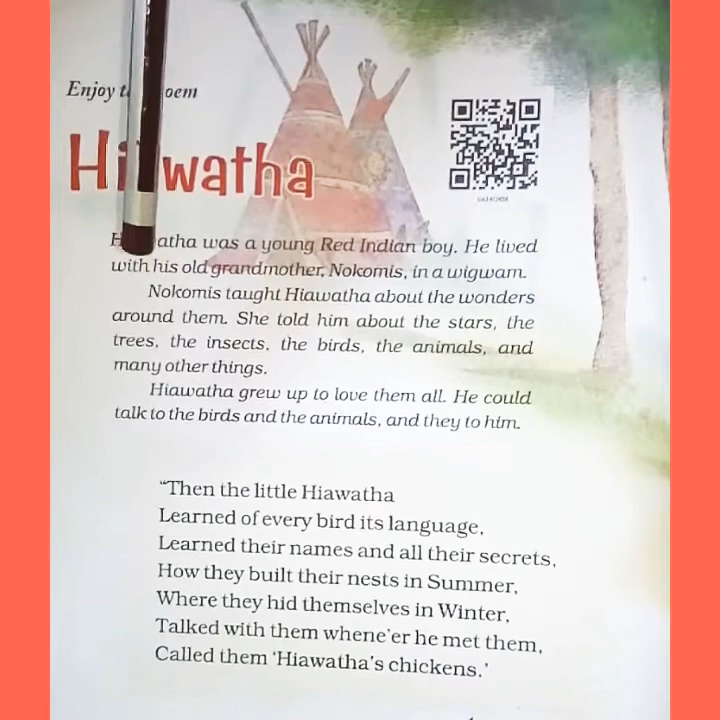 Enjoy t oem
Hi watha
H atha was a young Red Indian boy. He lived
with his old grandmother, Nokomis, in a wigwam.
Nokomis taught Hiawatha about the wonders
around them. She told him about the stars, the
trees, the insects, the birds, the animals, and
many other things.
Hiawatha grew up to love them all. He could
talk to the birds and the animals, and they to him.
"Then the little Hiawatha
Learned of every bird its language,
Learned their names and all their secrets,
How they built their nests in Summer,
Where they hid themselves in Winter,
Talked with them whene'er he met them,
Called them 'Hiawatha's chickens.'